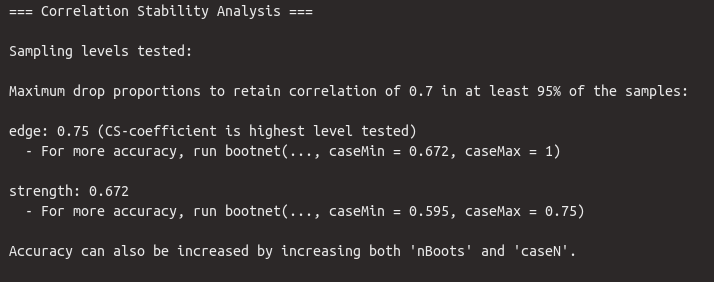 === Correlation Stability Analysis ===
Sampling levels tested:
Maximum drop proportions to retain correlation of 0.7 in at least 95% of the samples:
edge: 0.75 (CS-coefficient is highest level tested)
- For more accuracy, run bootnet(..., caseMin = 0.672, caseMax = 1)
strength: 0.672
- For more accuracy, run bootnet(..., caseMin = 0.595, caseMax = 0.75)
Accuracy can also be increased by increasing both 'nBoots' and 'caseN'.